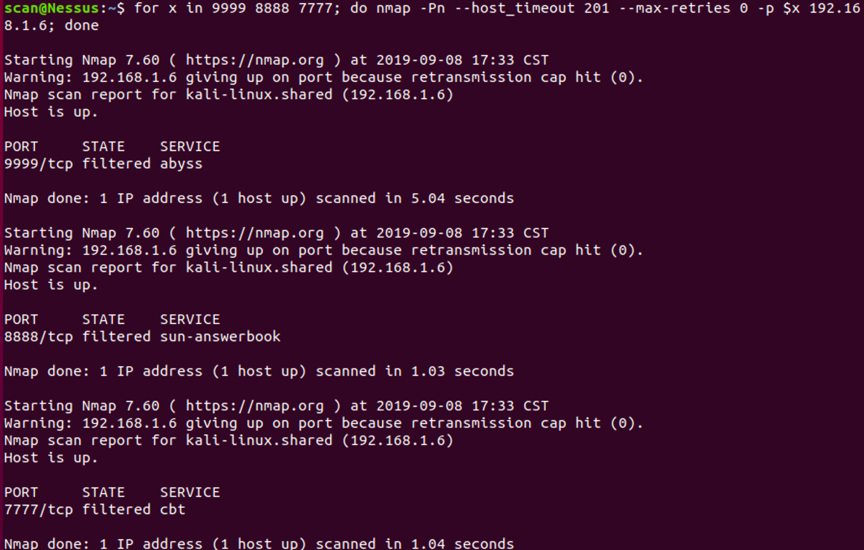 scan@Nessus:~$ for x in 9999 8888 7777; do nmap -Pn --host_timeout 201 --max-retries 0 -p $x 192.16
8.1.6; done
Starting Nmap 7.60 ( https://nmap.org ) at 2019-09-08 17:33 CST
Warning: 192.168.1.6 giving up on port because retransmission cap hit (0).
Nmap scan report for kali-linux.shared (192.168.1.6)
Host is up.
PORT     STATE    SERVICE
9999/tcp filtered abyss
Nmap done: 1 IP address (1 host up) scanned in 5.04 seconds
Starting Nmap 7.60 ( https://nmap.org ) at 2019-09-08 17:33 CST
Warning: 192.168.1.6 giving up on port because retransmission cap hit (0).
Nmap scan report for kali-linux.shared (192.168.1.6)
Host is up.
PORT     STATE    SERVICE
8888/tcp filtered sun-answerbook
Nmap done: 1 IP address (1 host up) scanned in 1.03 seconds
Starting Nmap 7.60 ( https://nmap.org ) at 2019-09-08 17:33 CST
Warning: 192.168.1.6 giving up on port because retransmission cap hit (0).
Nmap scan report for kali-linux.shared (192.168.1.6)
Host is up.
PORT     STATE    SERVICE
7777/tcp filtered cbt
Nmap done: 1 IP address (1 host up) scanned in 1.04 seconds